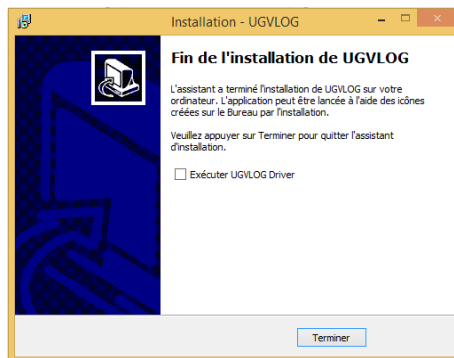 Installation - UGVLOG
Fin de l'installation de UGVLOG
L'assistant a terminé l'installation de UGVLOG sur votre
ordinateur. L'application peut être lancée à l'aide des icônes
créées sur le Bureau par l'installation.
Veuillez appuyer sur Terminer pour quitter l'assistant
d'installation.
Exécuter UGVLOG Driver
Terminer